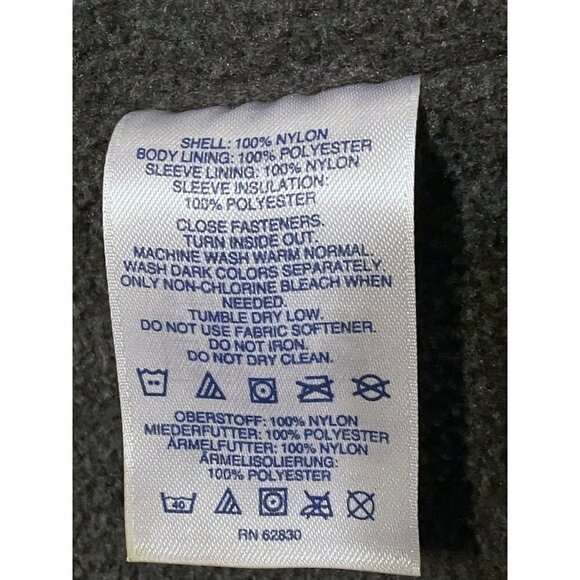 SHELL: 100% NYLON
BODY LINING: 100% POLYESTER
SLEEVE LINING: 100% NYLON
SLEEVE INSULATION:
100% POLYESTER
CLOSE FASTENERS.
TURN INSIDE OUT.
MACHINE WASH WARM NORMAL.
WASH DARK COLORS SEPARATELY.
ONLY NON-CHLORINE BLEACH WHEN
NEEDED.
TUMBLE DRY LOW.
DO NOT USE FABRIC SOFTENER.
DO NOT IRON.
DO NOT DRY CLEAN.
OBERSTOFF: 100% NYLON
MIEDERFUTTER: 100% POLYESTER
ÄRMELFUTTER: 100% NYLON
ÄRMELISOLIERUNG:
100% POLYESTER
40
RN 62830